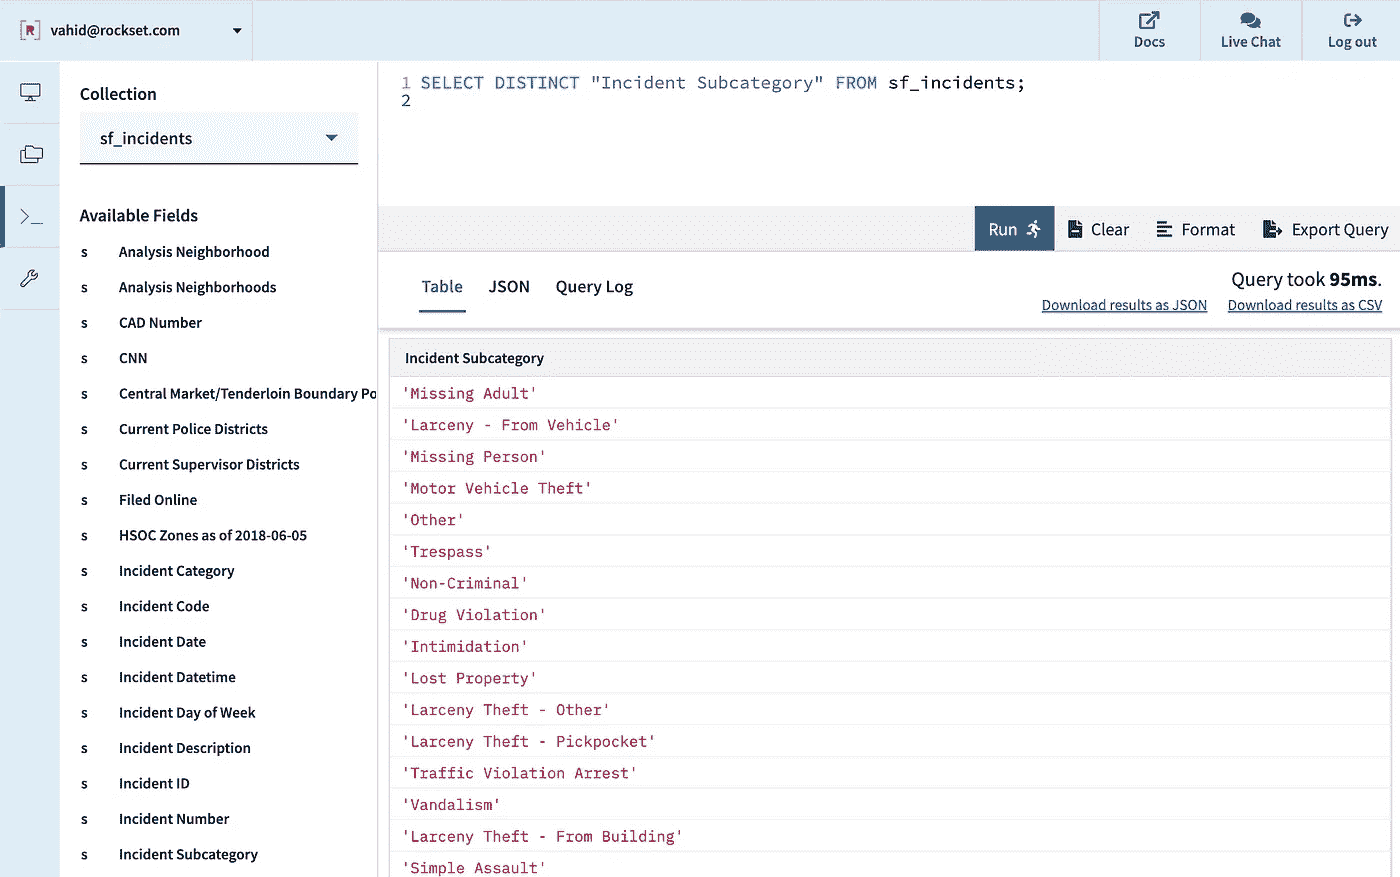 [R] vahid@rockset.com
Docs
Live Chat
Log out
Collection
sf_incidents
Available Fields
s Analysis Neighborhood
s Analysis Neighborhoods
s CAD Number
s CNN
s Central Market/Tenderloin Boundary Po
s Current Police Districts
s Current Supervisor Districts
s Filed Online
s HSOC Zones as of 2018-06-05
s Incident Category
s Incident Code
s Incident Date
s Incident Datetime
s Incident Day of Week
s Incident Description
s Incident ID
s Incident Number
s Incident Subcategory
1 SELECT DISTINCT "Incident Subcategory" FROM sf_incidents;
2
Run Clear Format Export Query
Table JSON Query Log
Query took 95ms.
Download results as JSON Download results as CSV
Incident Subcategory
'Missing Adult'
'Larceny - From Vehicle'
'Missing Person'
'Motor Vehicle Theft'
'Other'
'Trespass'
'Non-Criminal'
'Drug Violation'
'Intimidation'
'Lost Property'
'Larceny Theft - Other'
'Larceny Theft - Pickpocket'
'Traffic Violation Arrest'
'Vandalism'
'Larceny Theft - From Building'
'Simple Assault'